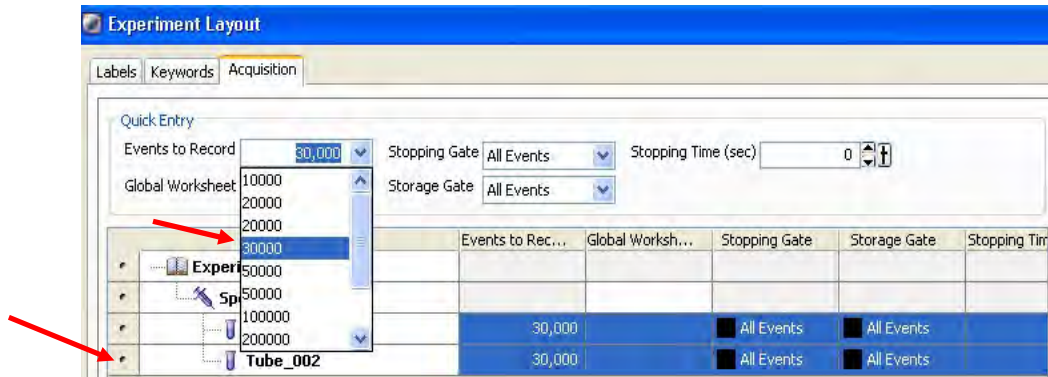 Experiment Layout
Labels Keywords Acquisition
Quick Entry
Events to Record 30,000 Stopping Gate All Events Stopping Time (sec) 0
Global Worksheet Storage Gate All Events
10000
20000
20000
30000
50000
50000
100000
200000
Events to Rec... Global Worksh... Stopping Gate Storage Gate Stopping Tim
Experi
Sp
30,000 All Events All Events
Tube_002 30,000 All Events All Events